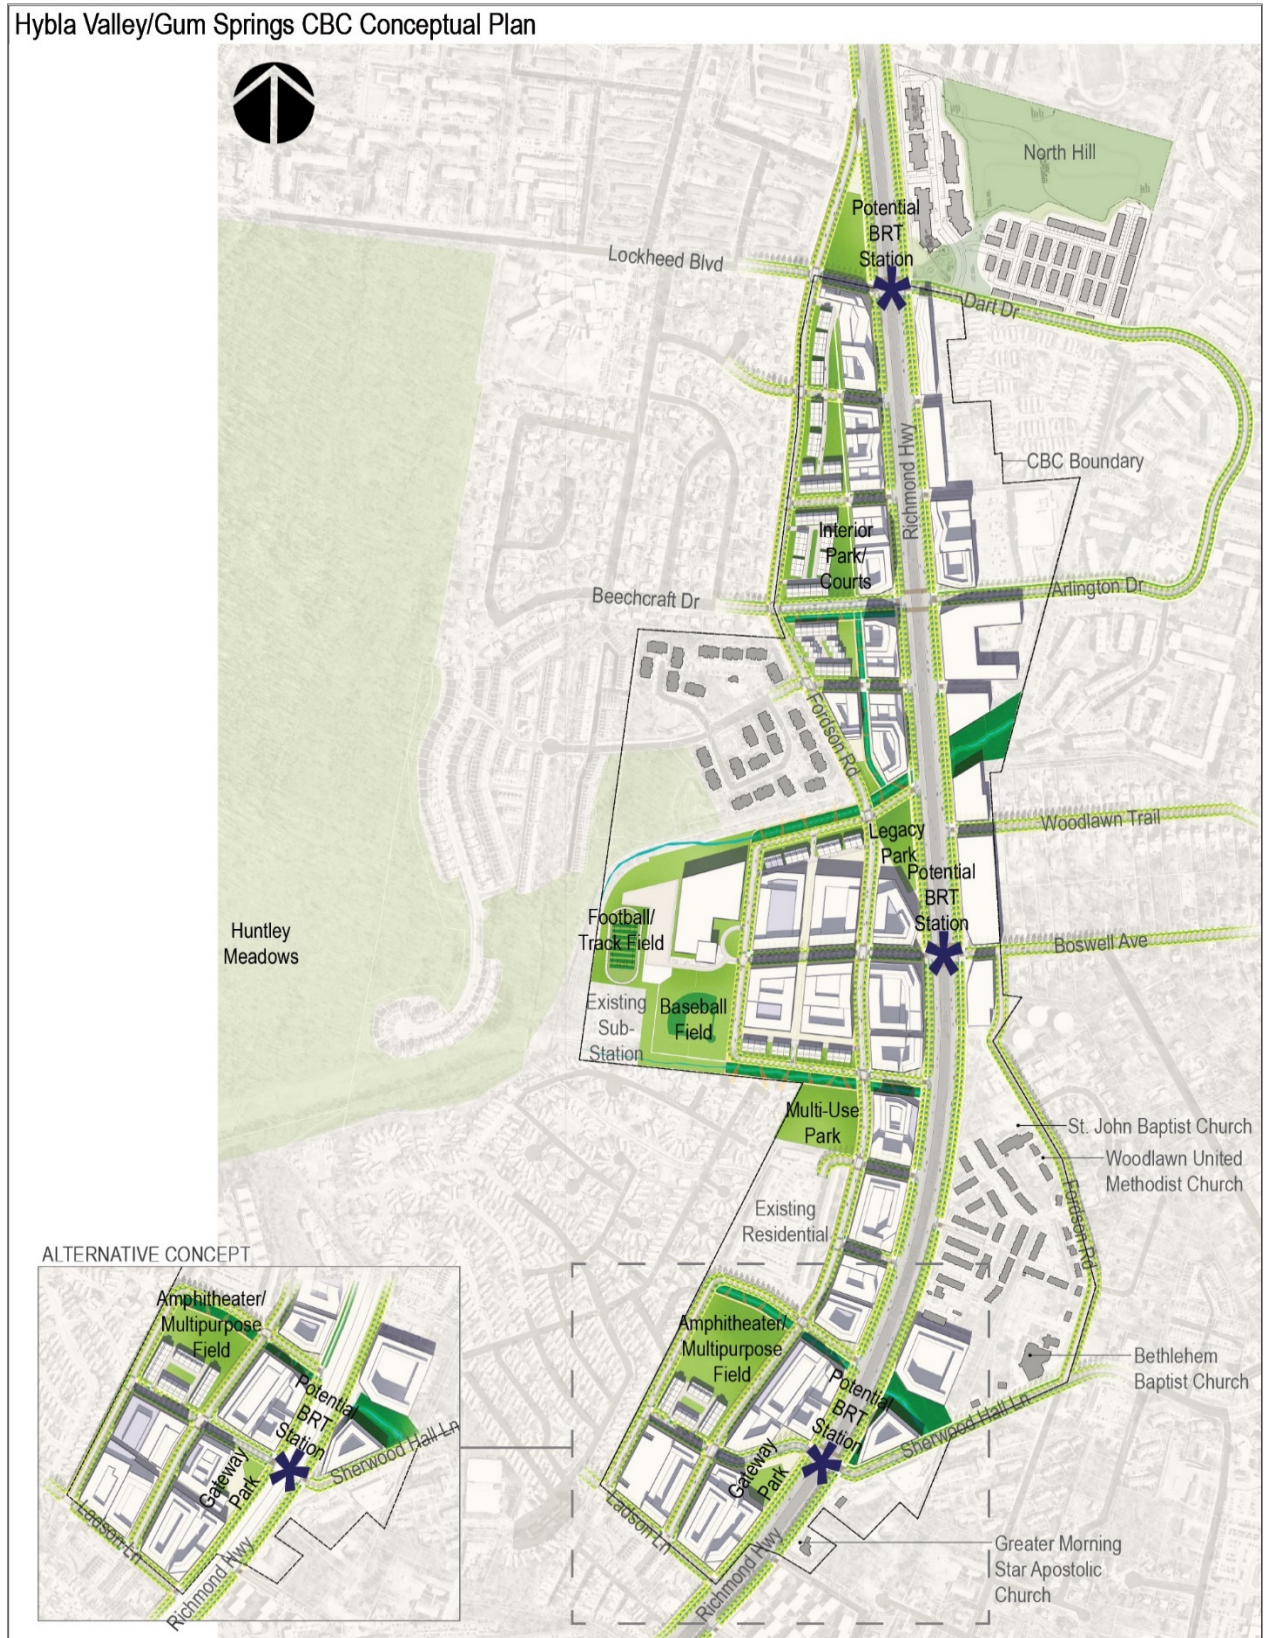 Hybla Valley/Gum Springs CBC Conceptual Plan
North Hill
Potential
BRT
Station
Lockheed Blvd
Dart Dr
CBC Boundary
Richmond Hwy
Interior
Park/
Courts
Arlington Dr
Beechcraft Dr
Fordson Rd
Legacy
Park
Woodlawn Trail
Potential
BRT
Station
Football/
Track Field
Huntley
Meadows
Boswell Ave
Existing
Sub-
Station
Baseball
Field
Multi-Use
Park
St. John Baptist Church
Woodlawn United
Methodist Church
Fordson Rd
Existing
Residential
ALTERNATIVE CONCEPT
Amphitheater/
Multipurpose
Field
Potential
BRT
Station
Gateway
Park
Sherwood Hall Ln
Ladson Ln
Richmond Hwy
Amphitheater/
Multipurpose
Field
Potential
BRT
Station
Gateway
Park
Sherwood Hall Ln
Bethlehem
Baptist Church
Ladson Ln
Richmond Hwy
Greater Morning
Star Apostolic
Church